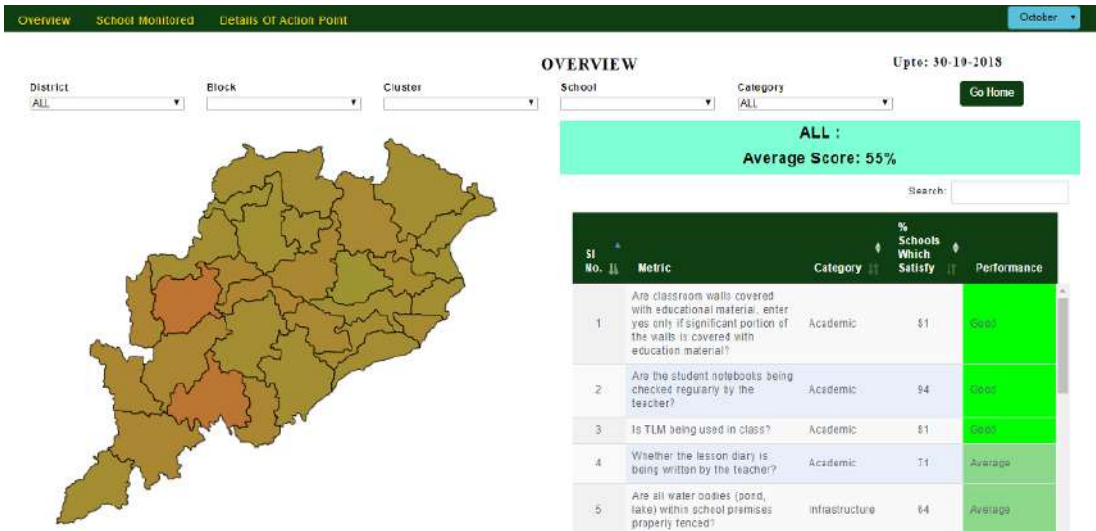 Overview School Monitored Details Of Action Point October
OVERVIEW Upto: 30-10-2018
District Block Cluster School Category
ALL ALL Go Home
ALL :
Average Score: 55%
Search:
Sl No. Metric Category % Schools Which Satisfy Performance
1 Are classroom walls covered
with educational material, enter
yes only if significant portion of
the walls is covered with
education material? Academic 81 Good
2 Are the student notebooks being
checked regularly by the
teacher? Academic 94 Good
3 Is TLM being used in class? Academic 81 Good
4 Whether the lesson diary is
being written by the teacher? Academic 71 Average
5 Are all water bodies (pond,
lake) within school premises
properly fenced? Infrastructure 64 Average